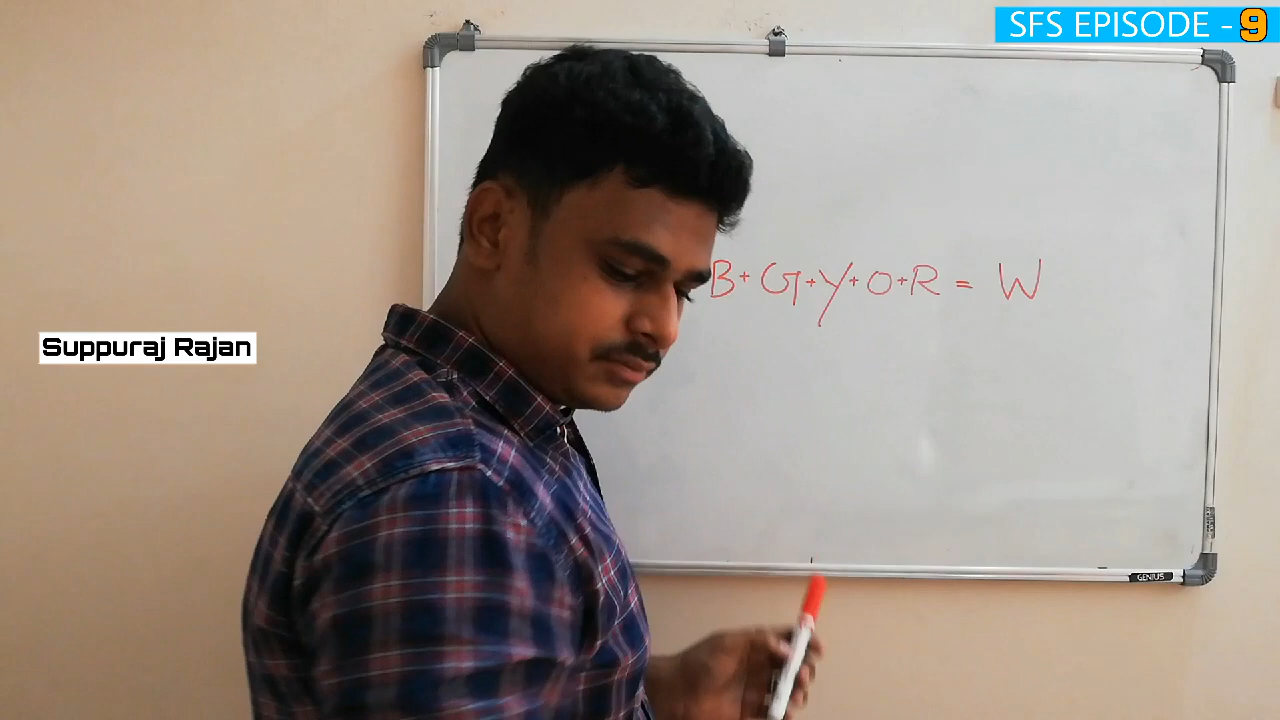 SFS EPISODE - 9
B+G+Y+O+R = W
Suppuraj Rajan
GENIUS